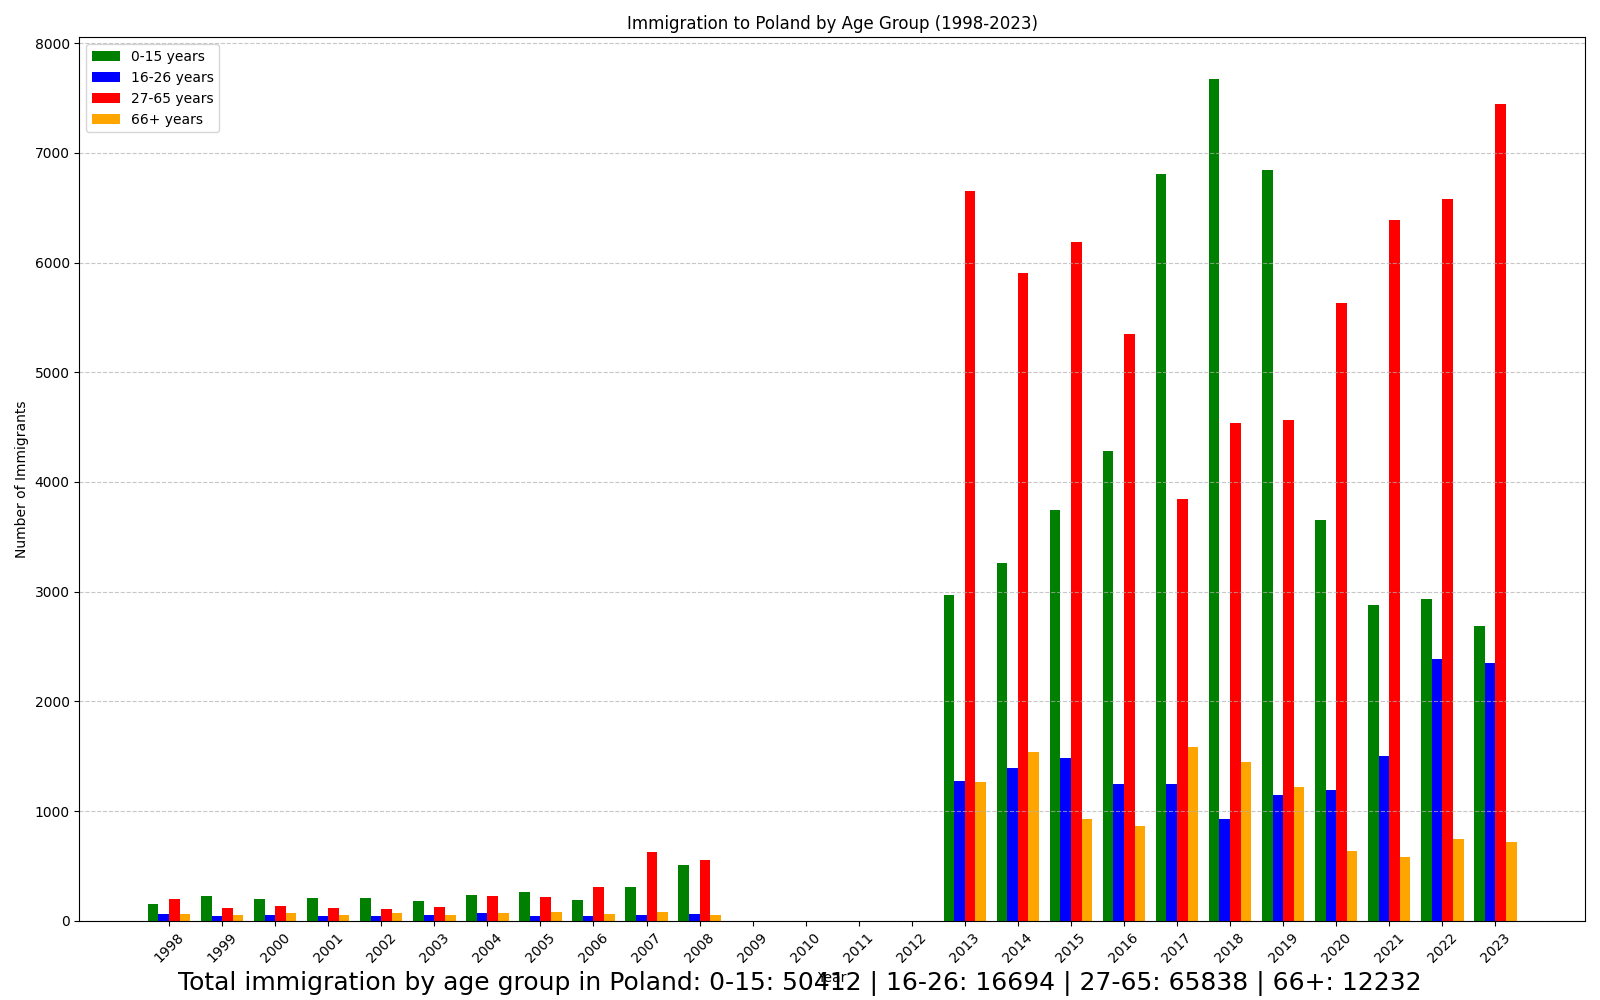 Immigration to Poland by Age Group (1998-2023)
0-15 years
16-26 years
27-65 years
66+ years
Number of Immigrants
8000
7000
6000
5000
4000
3000
2000
1000
0
1998 1999 2000 2001 2002 2003 2004 2005 2006 2007 2008 2009 2010 2011 2012 2013 2014 2015 2016 2017 2018 2019 2020 2021 2022 2023
Year
Total immigration by age group in Poland: 0-15: 50412 | 16-26: 16694 | 27-65: 65838 | 66+: 12232